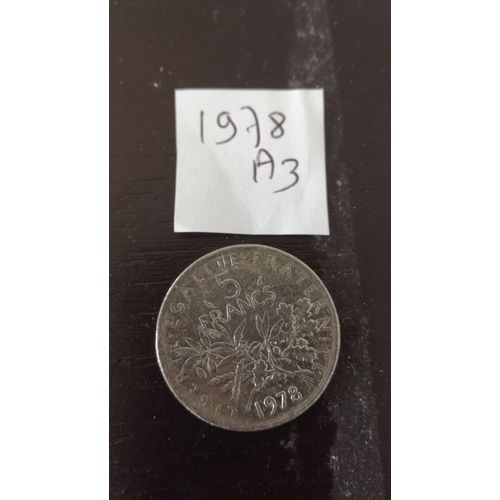 1978
A3
LIBERTE EGALITE FRATERNITE
5
FRANCS
1978